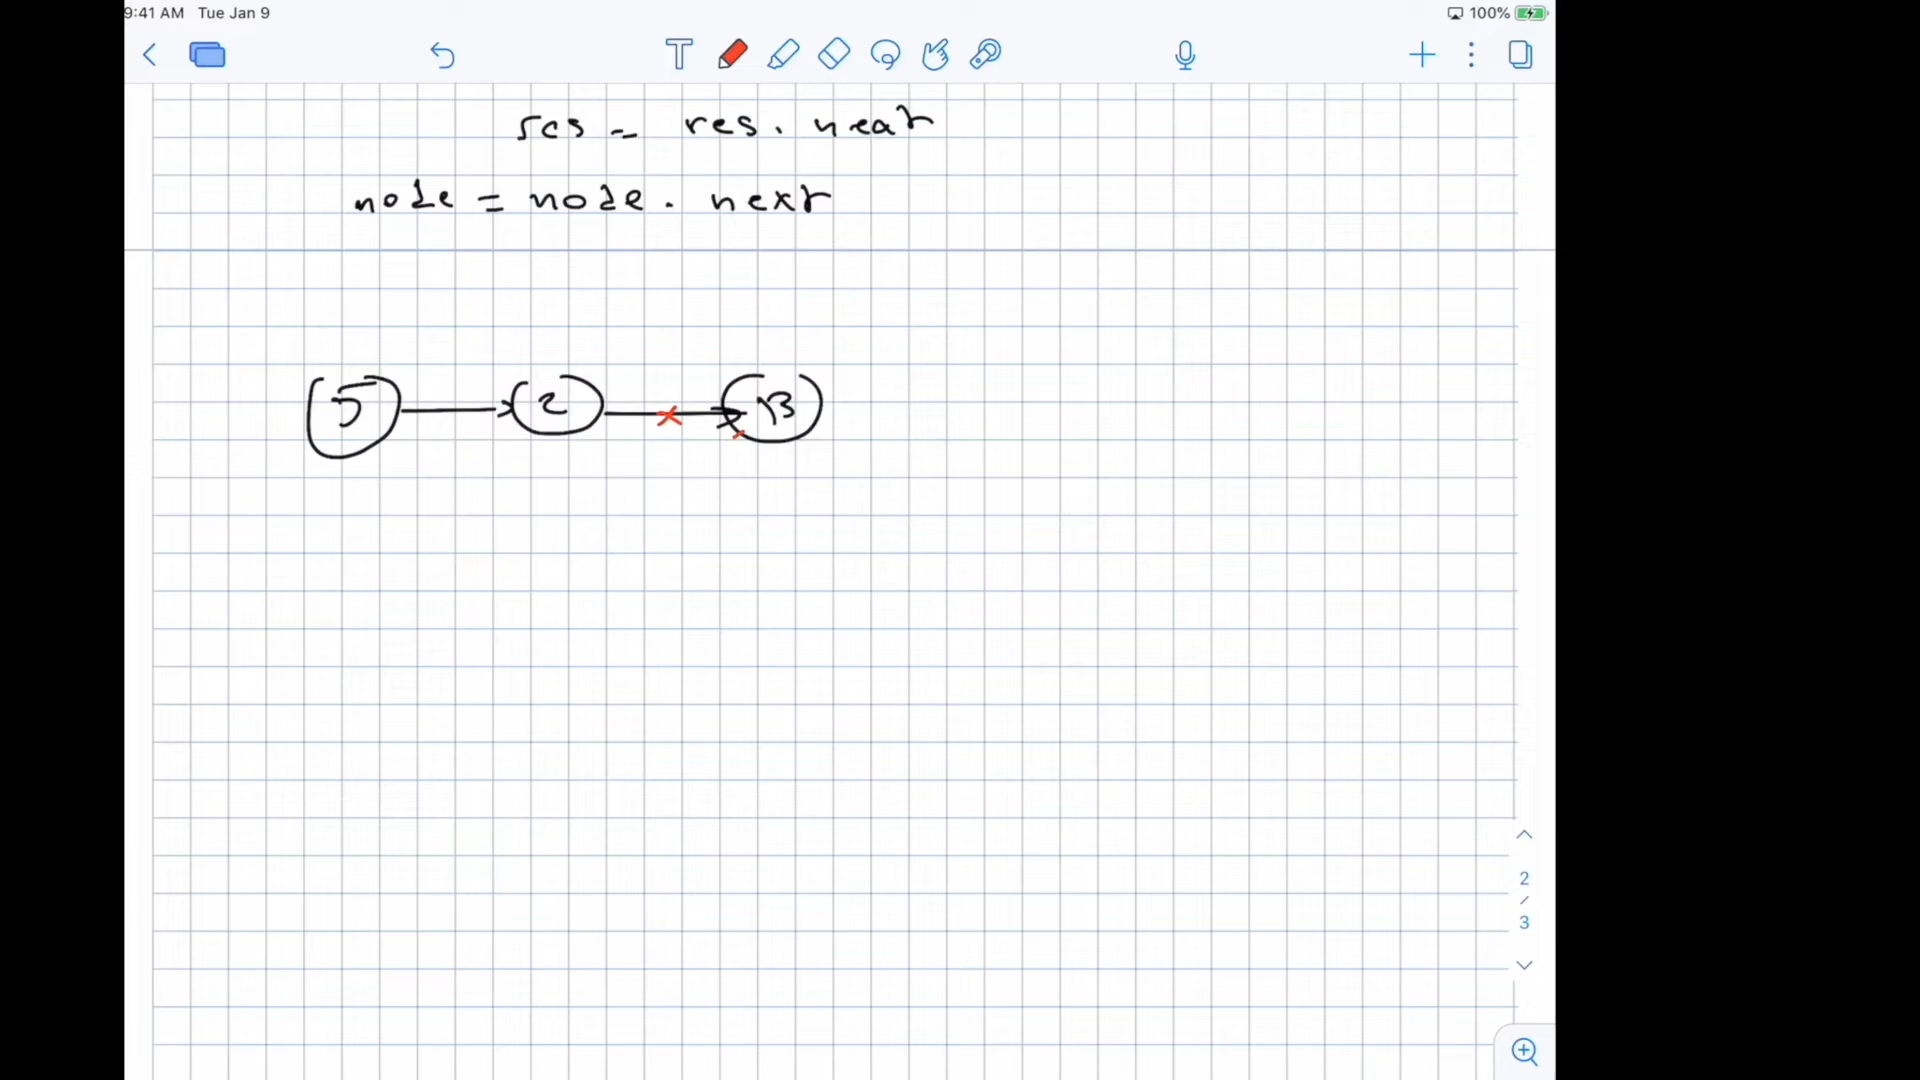 9:41 AM Tue Jan 9
100%
res = res. next
node = node. next
5 2 13
2
/
3